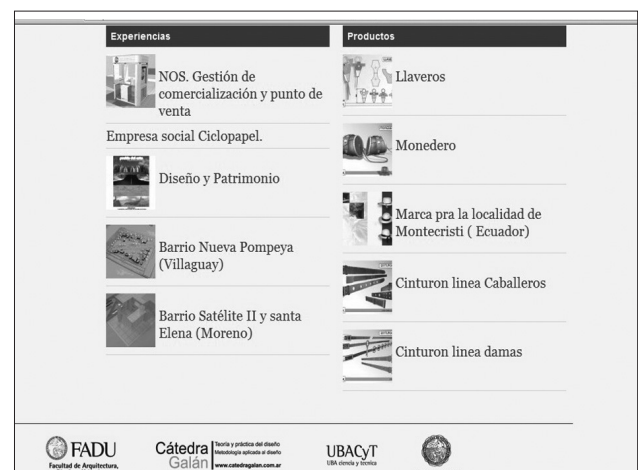 Experiencias
NOS. Gestión de
comercialización y punto de
venta
Empresa social Ciclopapel.
Diseño y Patrimonio
Barrio Nueva Pompeya
(Villaguay)
Barrio Satélite II y santa
Elena (Moreno)
Productos
Llaveros
Monedero
Marca pra la localidad de
Montecristi ( Ecuador)
Cinturon linea Caballeros
Cinturon linea damas
FADU
Facultad de Arquitectura,
Cátedra
Galán
Teoría y práctica del diseño
Metodología aplicada al diseño
www.catedragalan.com.ar
UBACyT
UBA ciencia y técnica